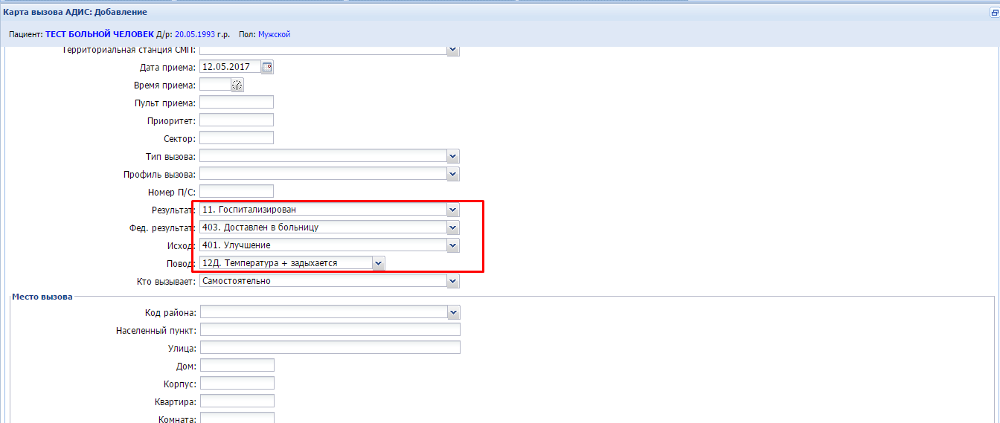 Карта вызова АДИС: Добавление
Пациент: ТЕСТ БОЛЬНОЙ ЧЕЛОВЕК Д/р: 20.05.1993 г.р. Пол: Мужской
Территориальная станция СМП:
Дата приема: 12.05.2017
Время приема:
Пульт приема:
Приоритет:
Сектор:
Тип вызова:
Профиль вызова:
Номер П/С:
Результат: 11. Госпитализирован
Фед. результат: 403. Доставлен в больницу
Исход: 401. Улучшение
Повод: 12Д. Температура + задыхается
Кто вызывает: Самостоятельно
Место вызова
Код района:
Населенный пункт:
Улица:
Дом:
Корпус:
Квартира:
Комната: